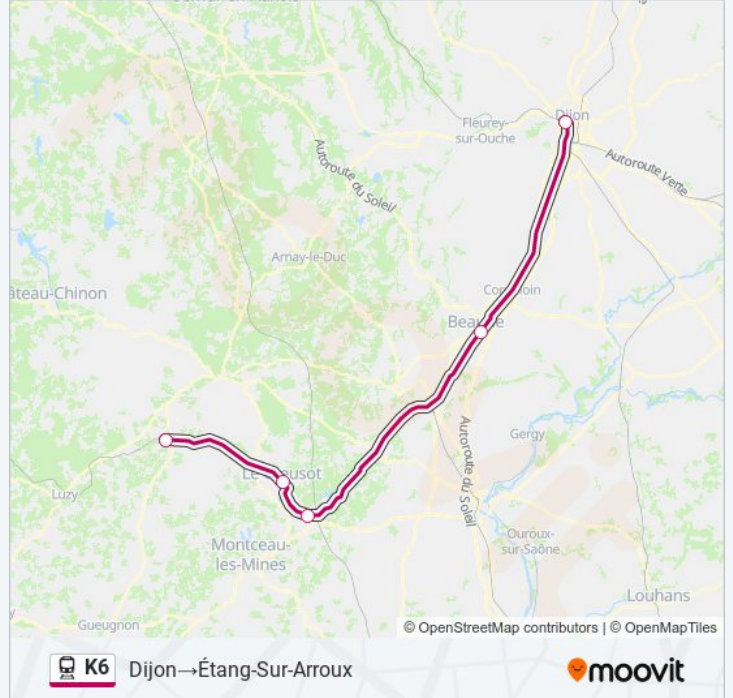 Dijon
Fleurey-
sur-Ouche
Autoroute du Soleil
Autoroute Verte
Arnay-le-Duc
âteau-Chinon
Beaune
Gergy
Autoroute du Soleil
Luzy
Montceau-
les-Mines
Ouroux-
sur-Saône
Louhans
Gueugnon
© OpenStreetMap contributors | © OpenMapTiles
K6 Dijon→Étang-Sur-Arroux
moovit